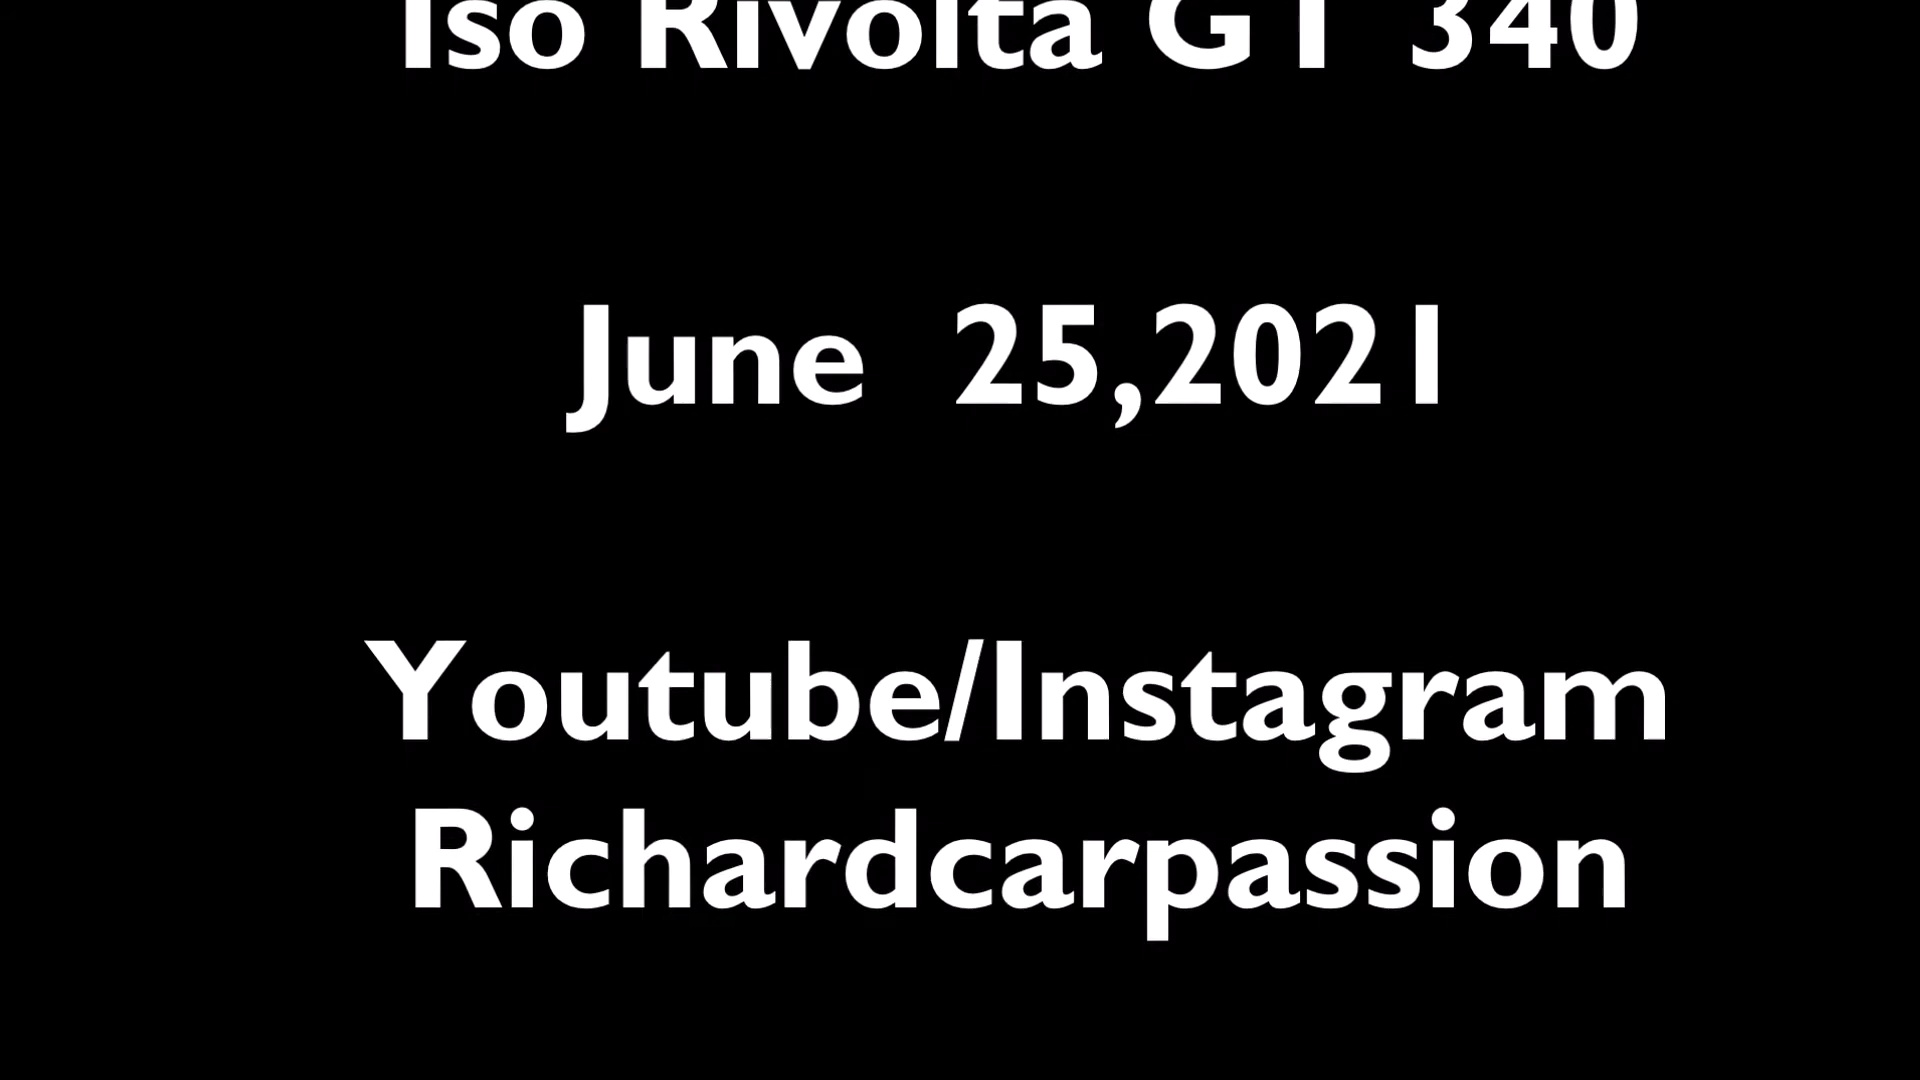 Iso Rivolta GT 340
June 25,2021
Youtube/Instagram
Richardcarpassion